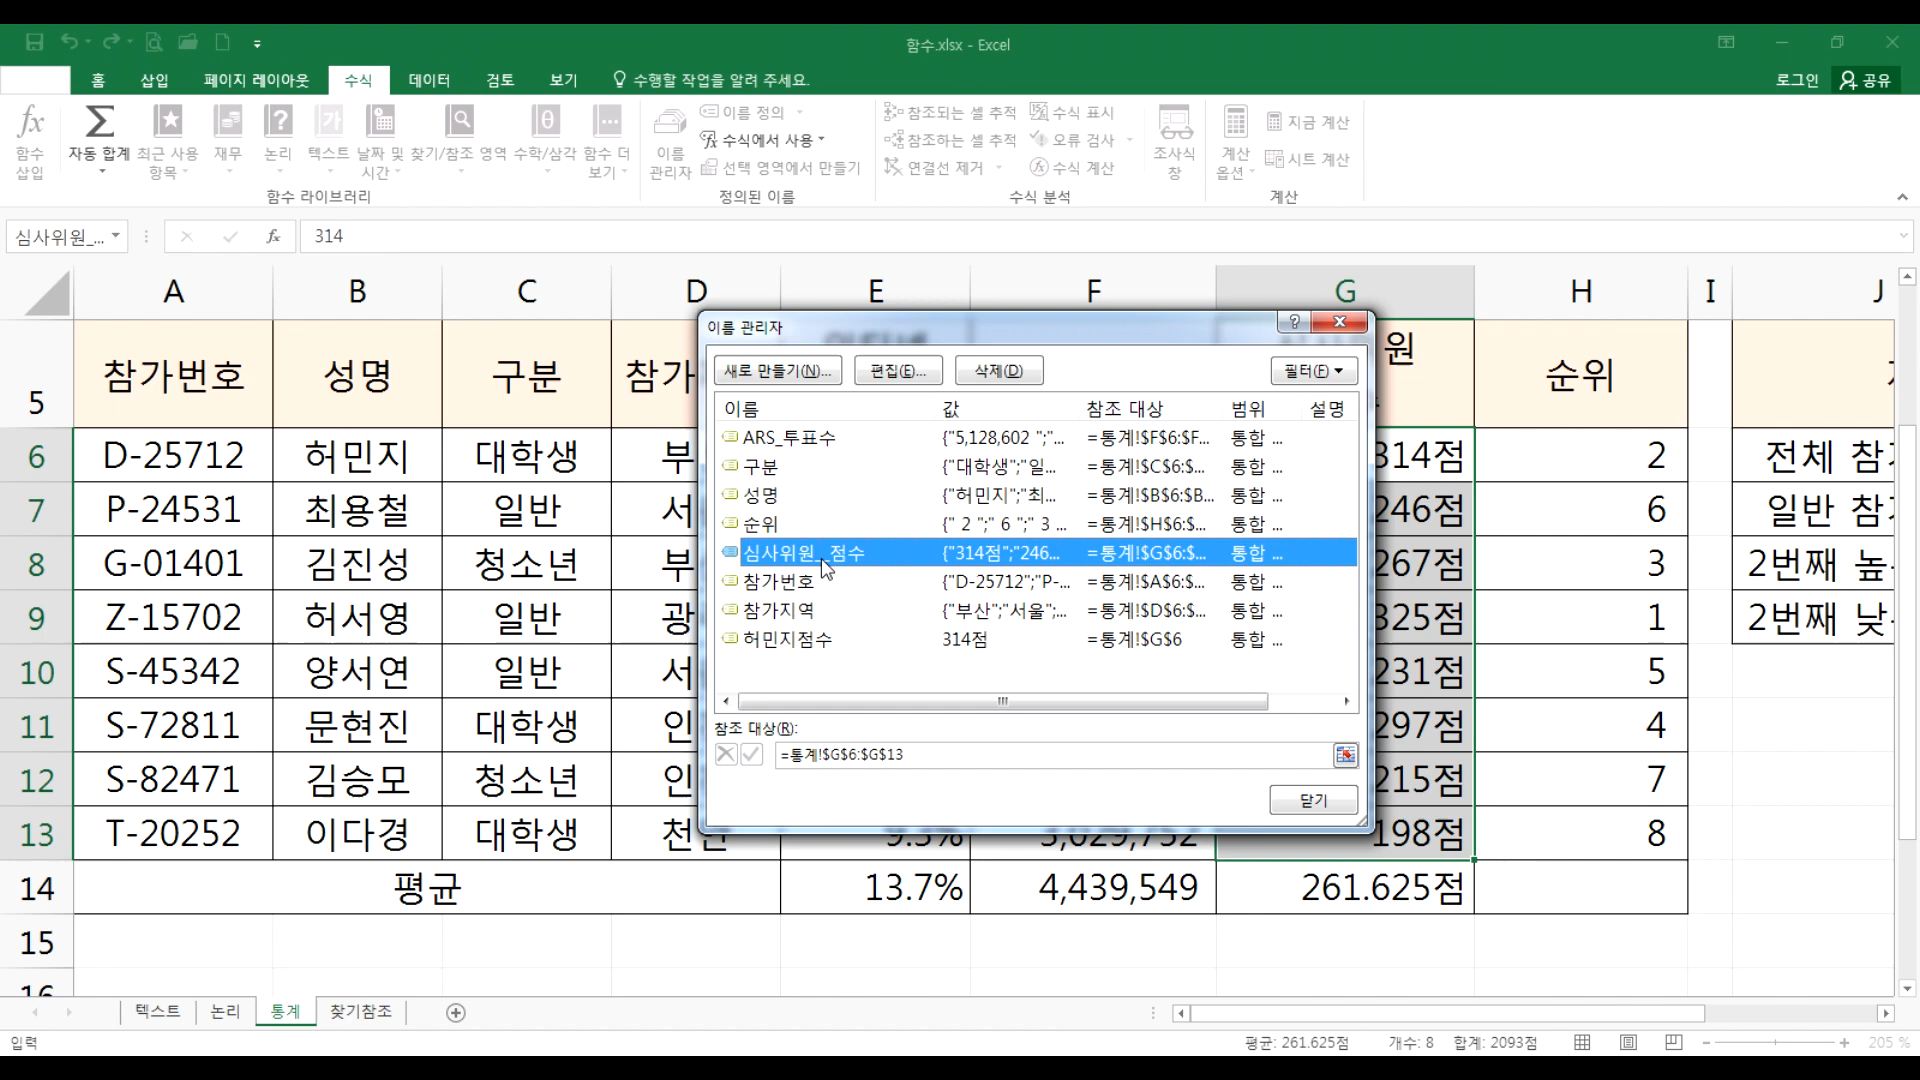 함수.xlsx - Excel
홈 삽입 페이지 레이아웃 수식 데이터 검토 보기 수행할 작업을 알려 주세요. 로그인 공유
fx 함수 삽입
자동 합계
최근 사용 항목
재무
논리
텍스트
날짜 및 시간
찾기/참조 영역
수학/삼각
함수 더 보기
함수 라이브러리
이름 관리자
이름 정의
수식에서 사용
선택 영역에서 만들기
정의된 이름
참조되는 셀 추적
참조하는 셀 추적
연결선 제거
수식 표시
오류 검사
수식 계산
수식 분석
조사식 창
계산 옵션
지금 계산
시트 계산
계산
심사위원_... fx 314
A B C D E F G H I J
5 참가번호 성명 구분 참가 원 순위
6 D-25712 허민지 대학생 부 314점 2 전체 참
7 P-24531 최용철 일반 서 246점 6 일반 참
8 G-01401 김진성 청소년 부 267점 3 2번째 높
9 Z-15702 허서영 일반 광 325점 1 2번째 낮
10 S-45342 양서연 일반 서 231점 5
11 S-72811 문현진 대학생 인 297점 4
12 S-82471 김승모 청소년 인 215점 7
13 T-20252 이다경 대학생 천안 9.3% 3,029,752 198점 8
14 평균 13.7% 4,439,549 261.625점
15
16
이름 관리자
새로 만들기(N)... 편집(E)... 삭제(D) 필터(F)
이름 값 참조 대상 범위 설명
ARS_투표수 {"5,128,602 ";"... =통계!$F$6:$F... 통합 ...
구분 {"대학생";"일... =통계!$C$6:$... 통합 ...
성명 {"허민지";"최... =통계!$B$6:$B... 통합 ...
순위 {" 2 ";" 6 ";" 3 ... =통계!$H$6:$... 통합 ...
심사위원_점수 {"314점";"246... =통계!$G$6:$... 통합 ...
참가번호 {"D-25712";"P-... =통계!$A$6:$... 통합 ...
참가지역 {"부산";"서울";... =통계!$D$6:$... 통합 ...
허민지점수 314점 =통계!$G$6 통합 ...
참조 대상(R):
=통계!$G$6:$G$13
닫기
텍스트 논리 통계 찾기참조
입력 평균: 261.625점 개수: 8 합계: 2093점 205 %